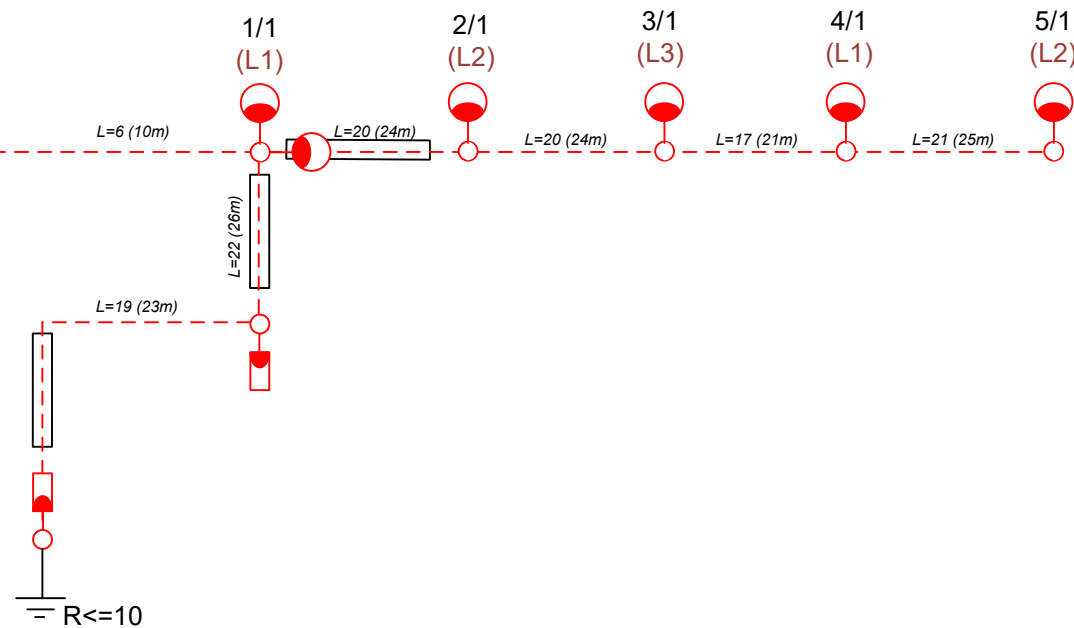 1/1
(L1)
2/1
(L2)
3/1
(L3)
4/1
(L1)
5/1
(L2)
L=6 (10m)
L=20 (24m)
L=20 (24m)
L=17 (21m)
L=21 (25m)
L=22 (26m)
L=19 (23m)
R<=10